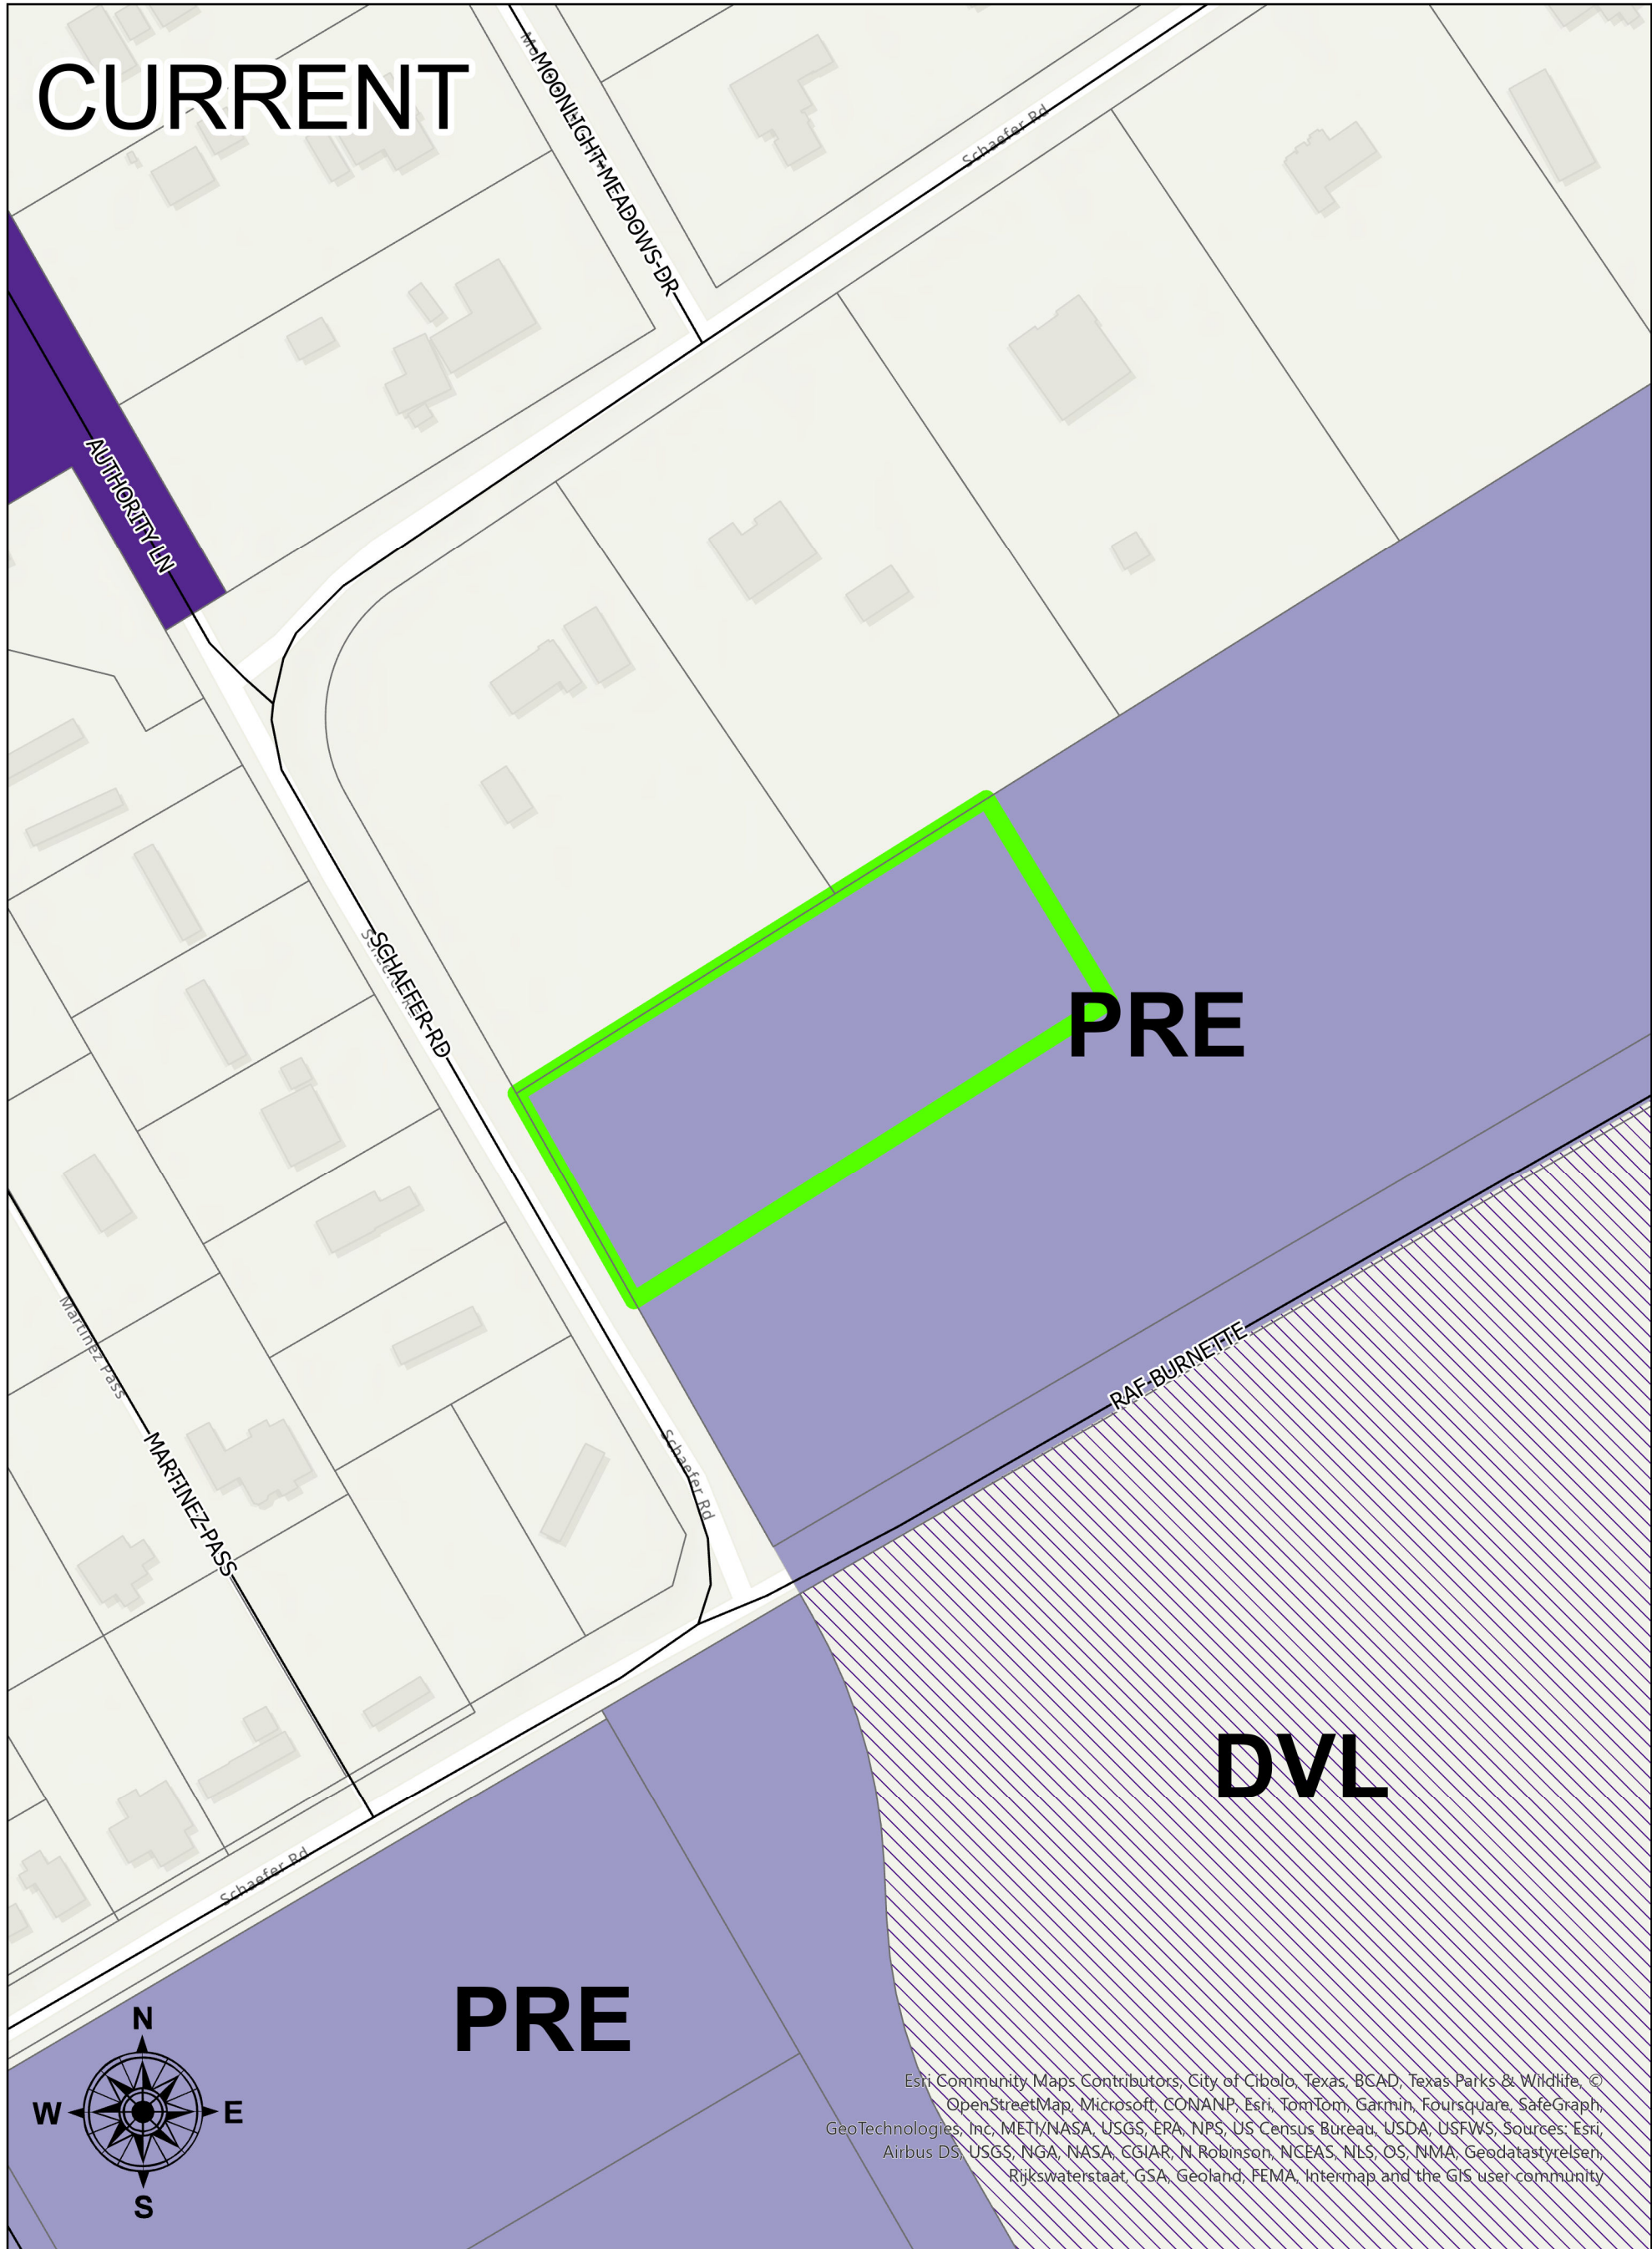 CURRENT
MOONLIGHT MEADOWS DR
Schaefer Rd
AUTHORITY LN
SCHAEFER RD
PRE
RAF BURNETTE
Martinez Pass
MARTINEZ PASS
Schaefer Rd
DVL
Schaefer Rd
PRE
N
W
E
S
Esri Community Maps Contributors, City of Cibolo, Texas, BCAD, Texas Parks & Wildlife, ©
OpenStreetMap, Microsoft, CONANP, Esri, TomTom, Garmin, Foursquare, SafeGraph,
GeoTechnologies, Inc, METI/NASA, USGS, EPA, NPS, US Census Bureau, USDA, USFWS, Sources: Esri,
Airbus DS, USGS, NGA, NASA, CGIAR, N Robinson, NCEAS, NLS, OS, NMA, Geodatastyrelsen,
Rijkswaterstaat, GSA, Geoland, FEMA, Intermap and the GIS user community